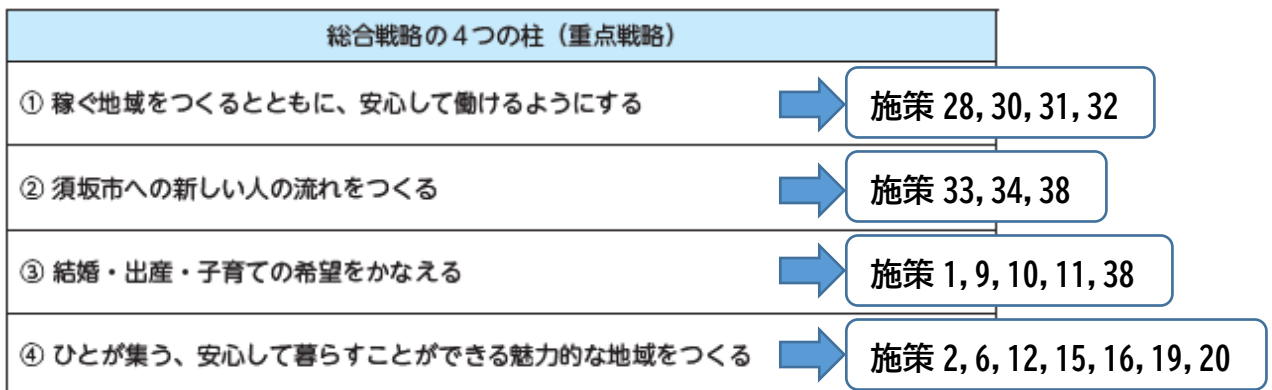 総合戦略の4つの柱（重点戦略）
① 稼ぐ地域をつくるとともに、安心して働けるようにする
施策 28, 30, 31, 32
② 須坂市への新しい人の流れをつくる
施策 33, 34, 38
③ 結婚・出産・子育ての希望をかなえる
施策 1, 9, 10, 11, 38
④ ひとが集う、安心して暮らすことができる魅力的な地域をつくる
施策 2, 6, 12, 15, 16, 19, 20